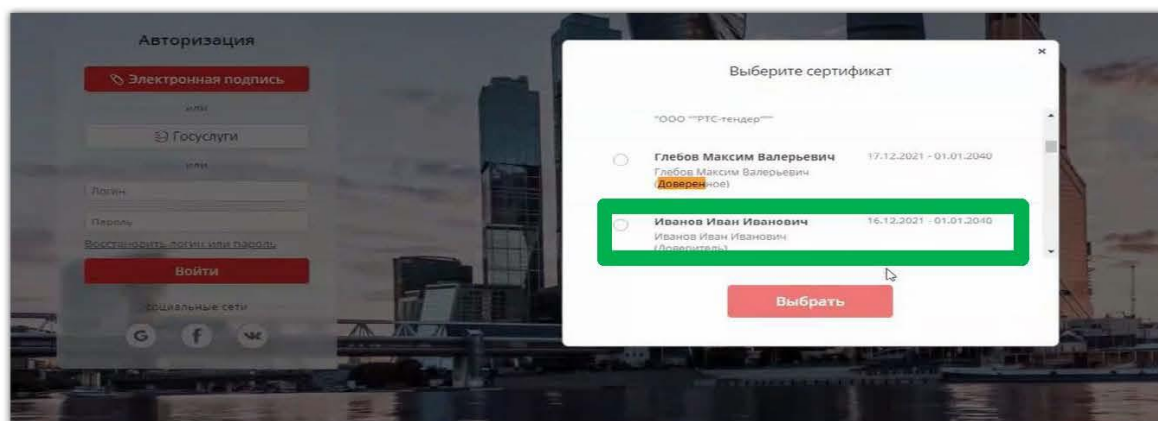 Авторизация
Электронная подпись
или
Госуслуги
или
Логин
Пароль
Восстановить логин или пароль
Войти
социальные сети
G f
Выберите сертификат
×
"ООО ""РТС-тендер"""
Глебов Максим Валерьевич 17.12.2021 - 01.01.2040
Глебов Максим Валерьевич
(Доверенное)
Иванов Иван Иванович 16.12.2021 - 01.01.2040
Иванов Иван Иванович
(Доверитель)
Выбрать